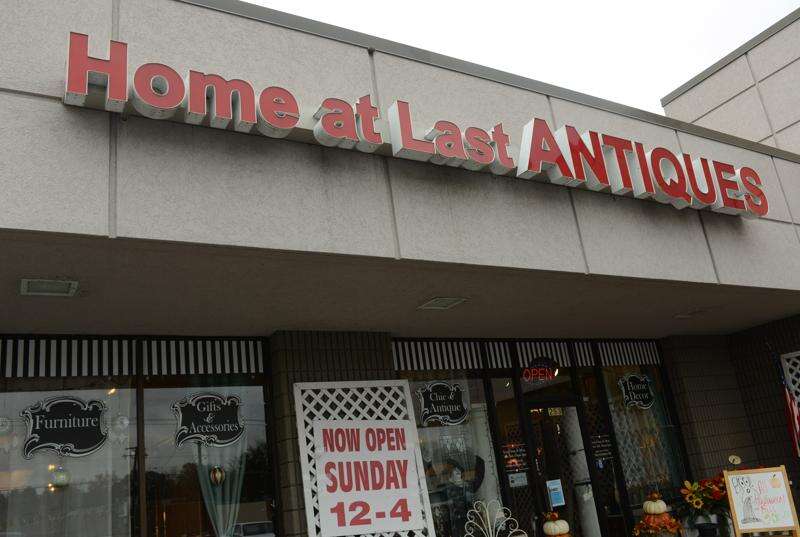 Home at Last ANTIQUES
Furniture
Gifts
&
Accessories
Chic &
Antique
OPEN
Home
Decor
NOW OPEN
SUNDAY
12-4